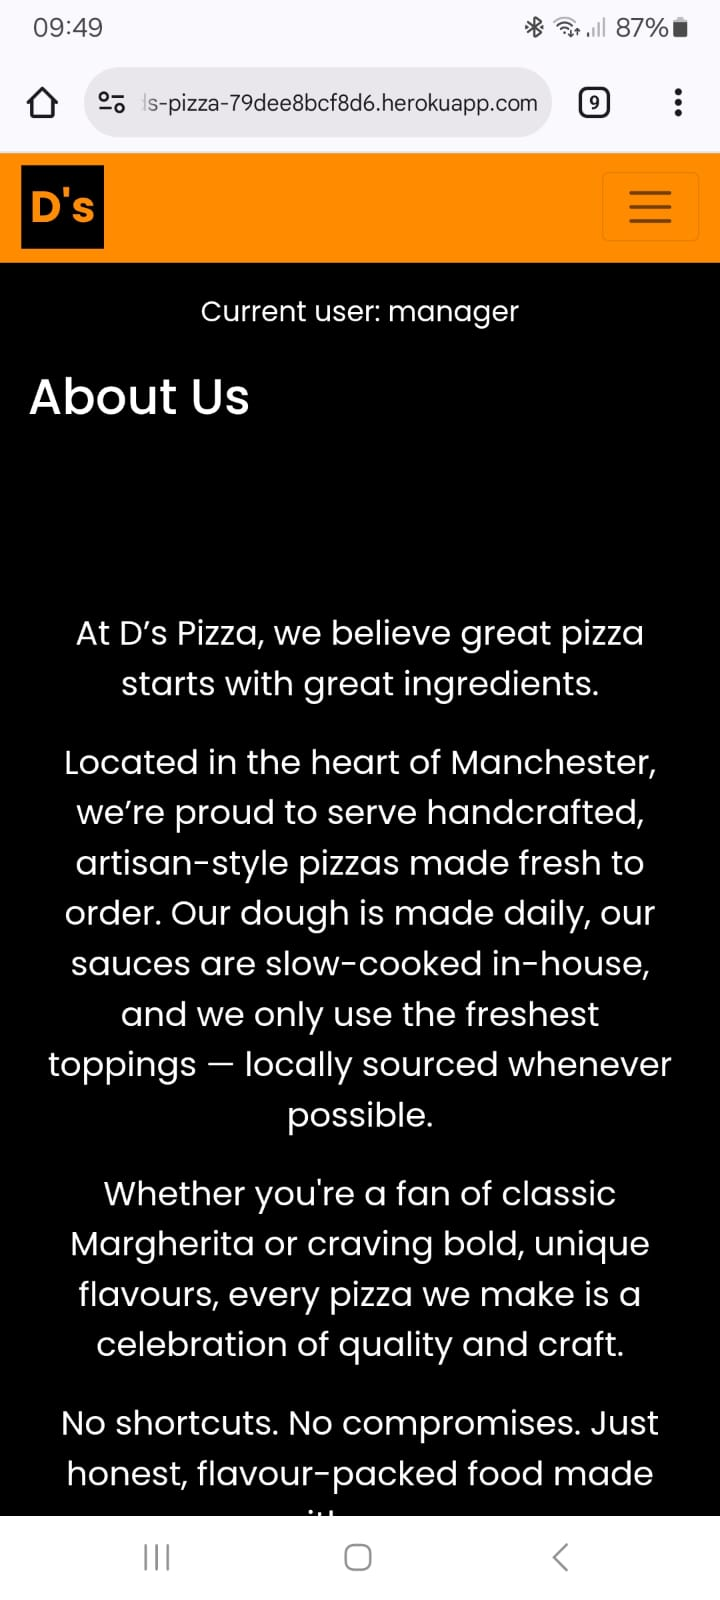 09:49
87%
s-pizza-79dee8bcf8d6.herokuapp.com
9
D's
Current user: manager
About Us
At D’s Pizza, we believe great pizza
starts with great ingredients.
Located in the heart of Manchester,
we’re proud to serve handcrafted,
artisan-style pizzas made fresh to
order. Our dough is made daily, our
sauces are slow-cooked in-house,
and we only use the freshest
toppings — locally sourced whenever
possible.
Whether you're a fan of classic
Margherita or craving bold, unique
flavours, every pizza we make is a
celebration of quality and craft.
No shortcuts. No compromises. Just
honest, flavour-packed food made